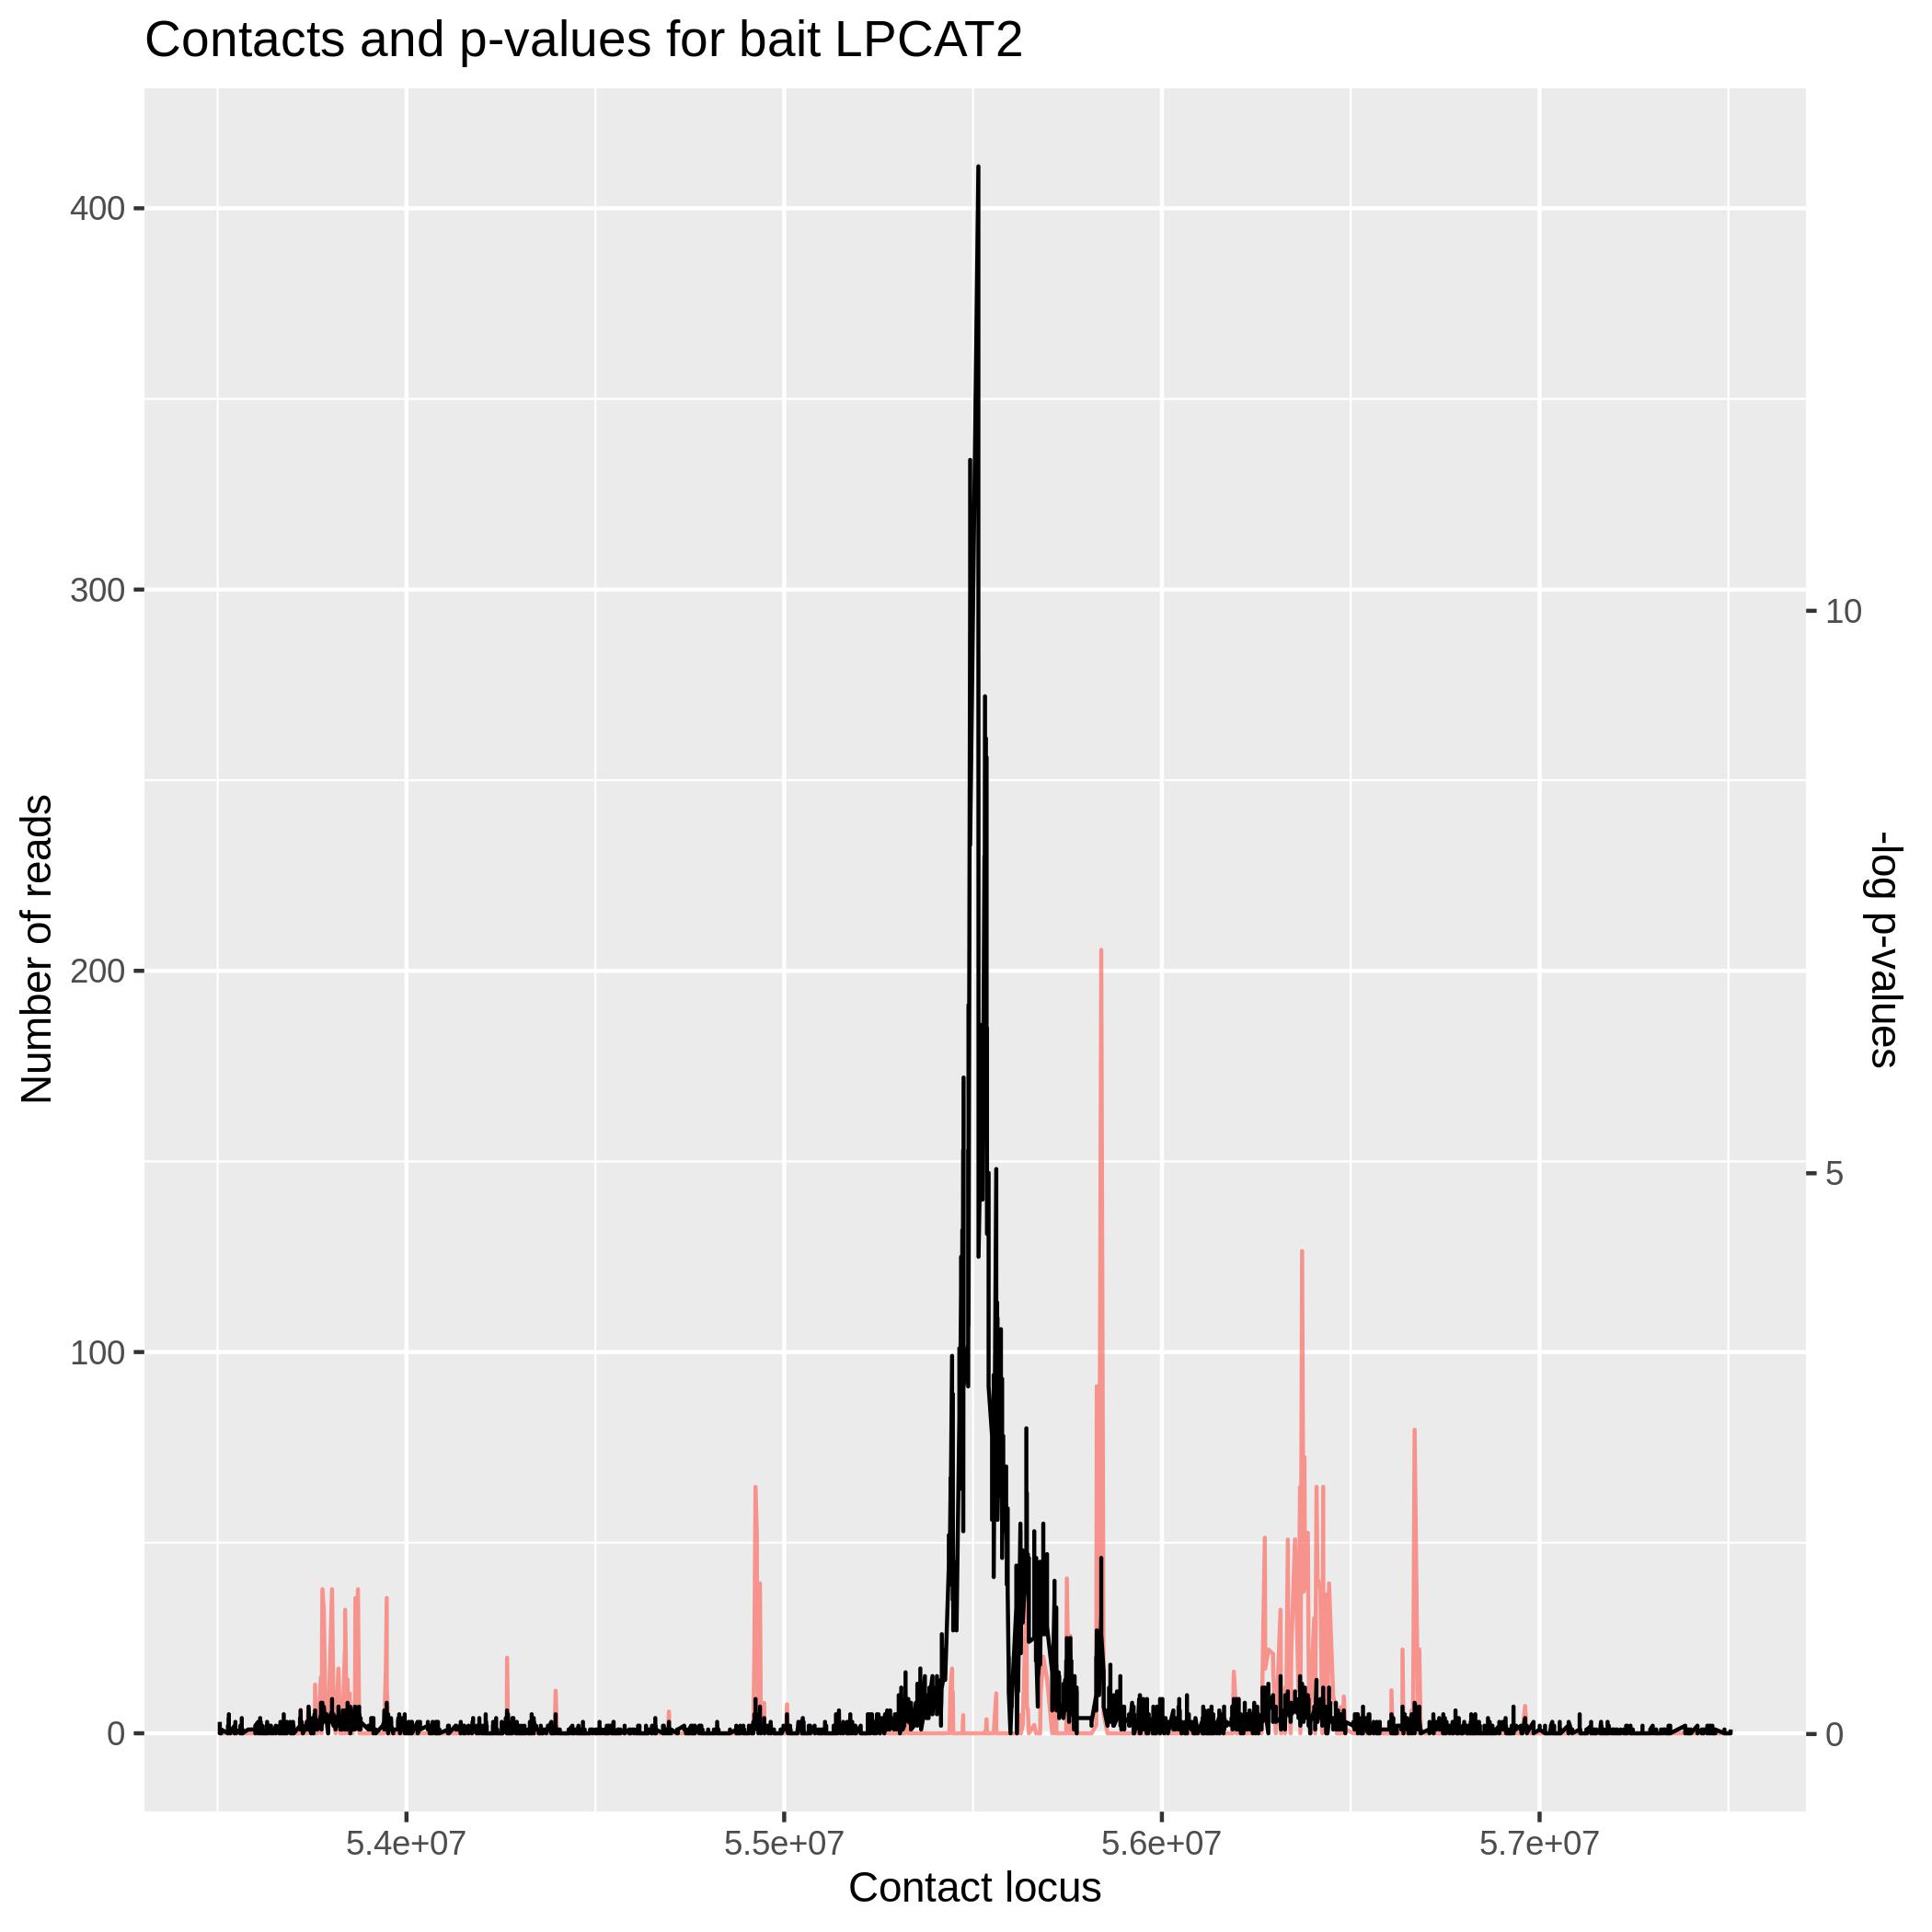 Contacts and p-values for bait LPCAT2
400
300
200
100
0
Number of reads
10
5
0
-log p-values
5.4e+07 5.5e+07 5.6e+07 5.7e+07
Contact locus